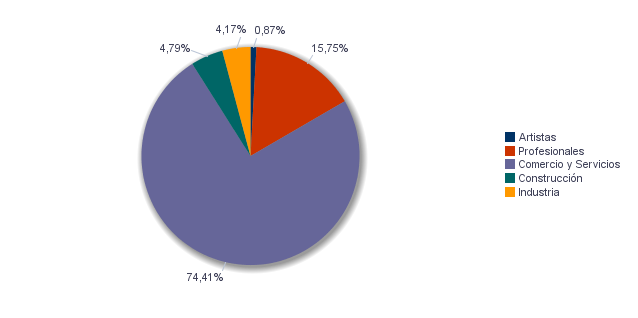 4,17%
0,87%
4,79%
15,75%
74,41%
Artistas
Profesionales
Comercio y Servicios
Construcción
Industria